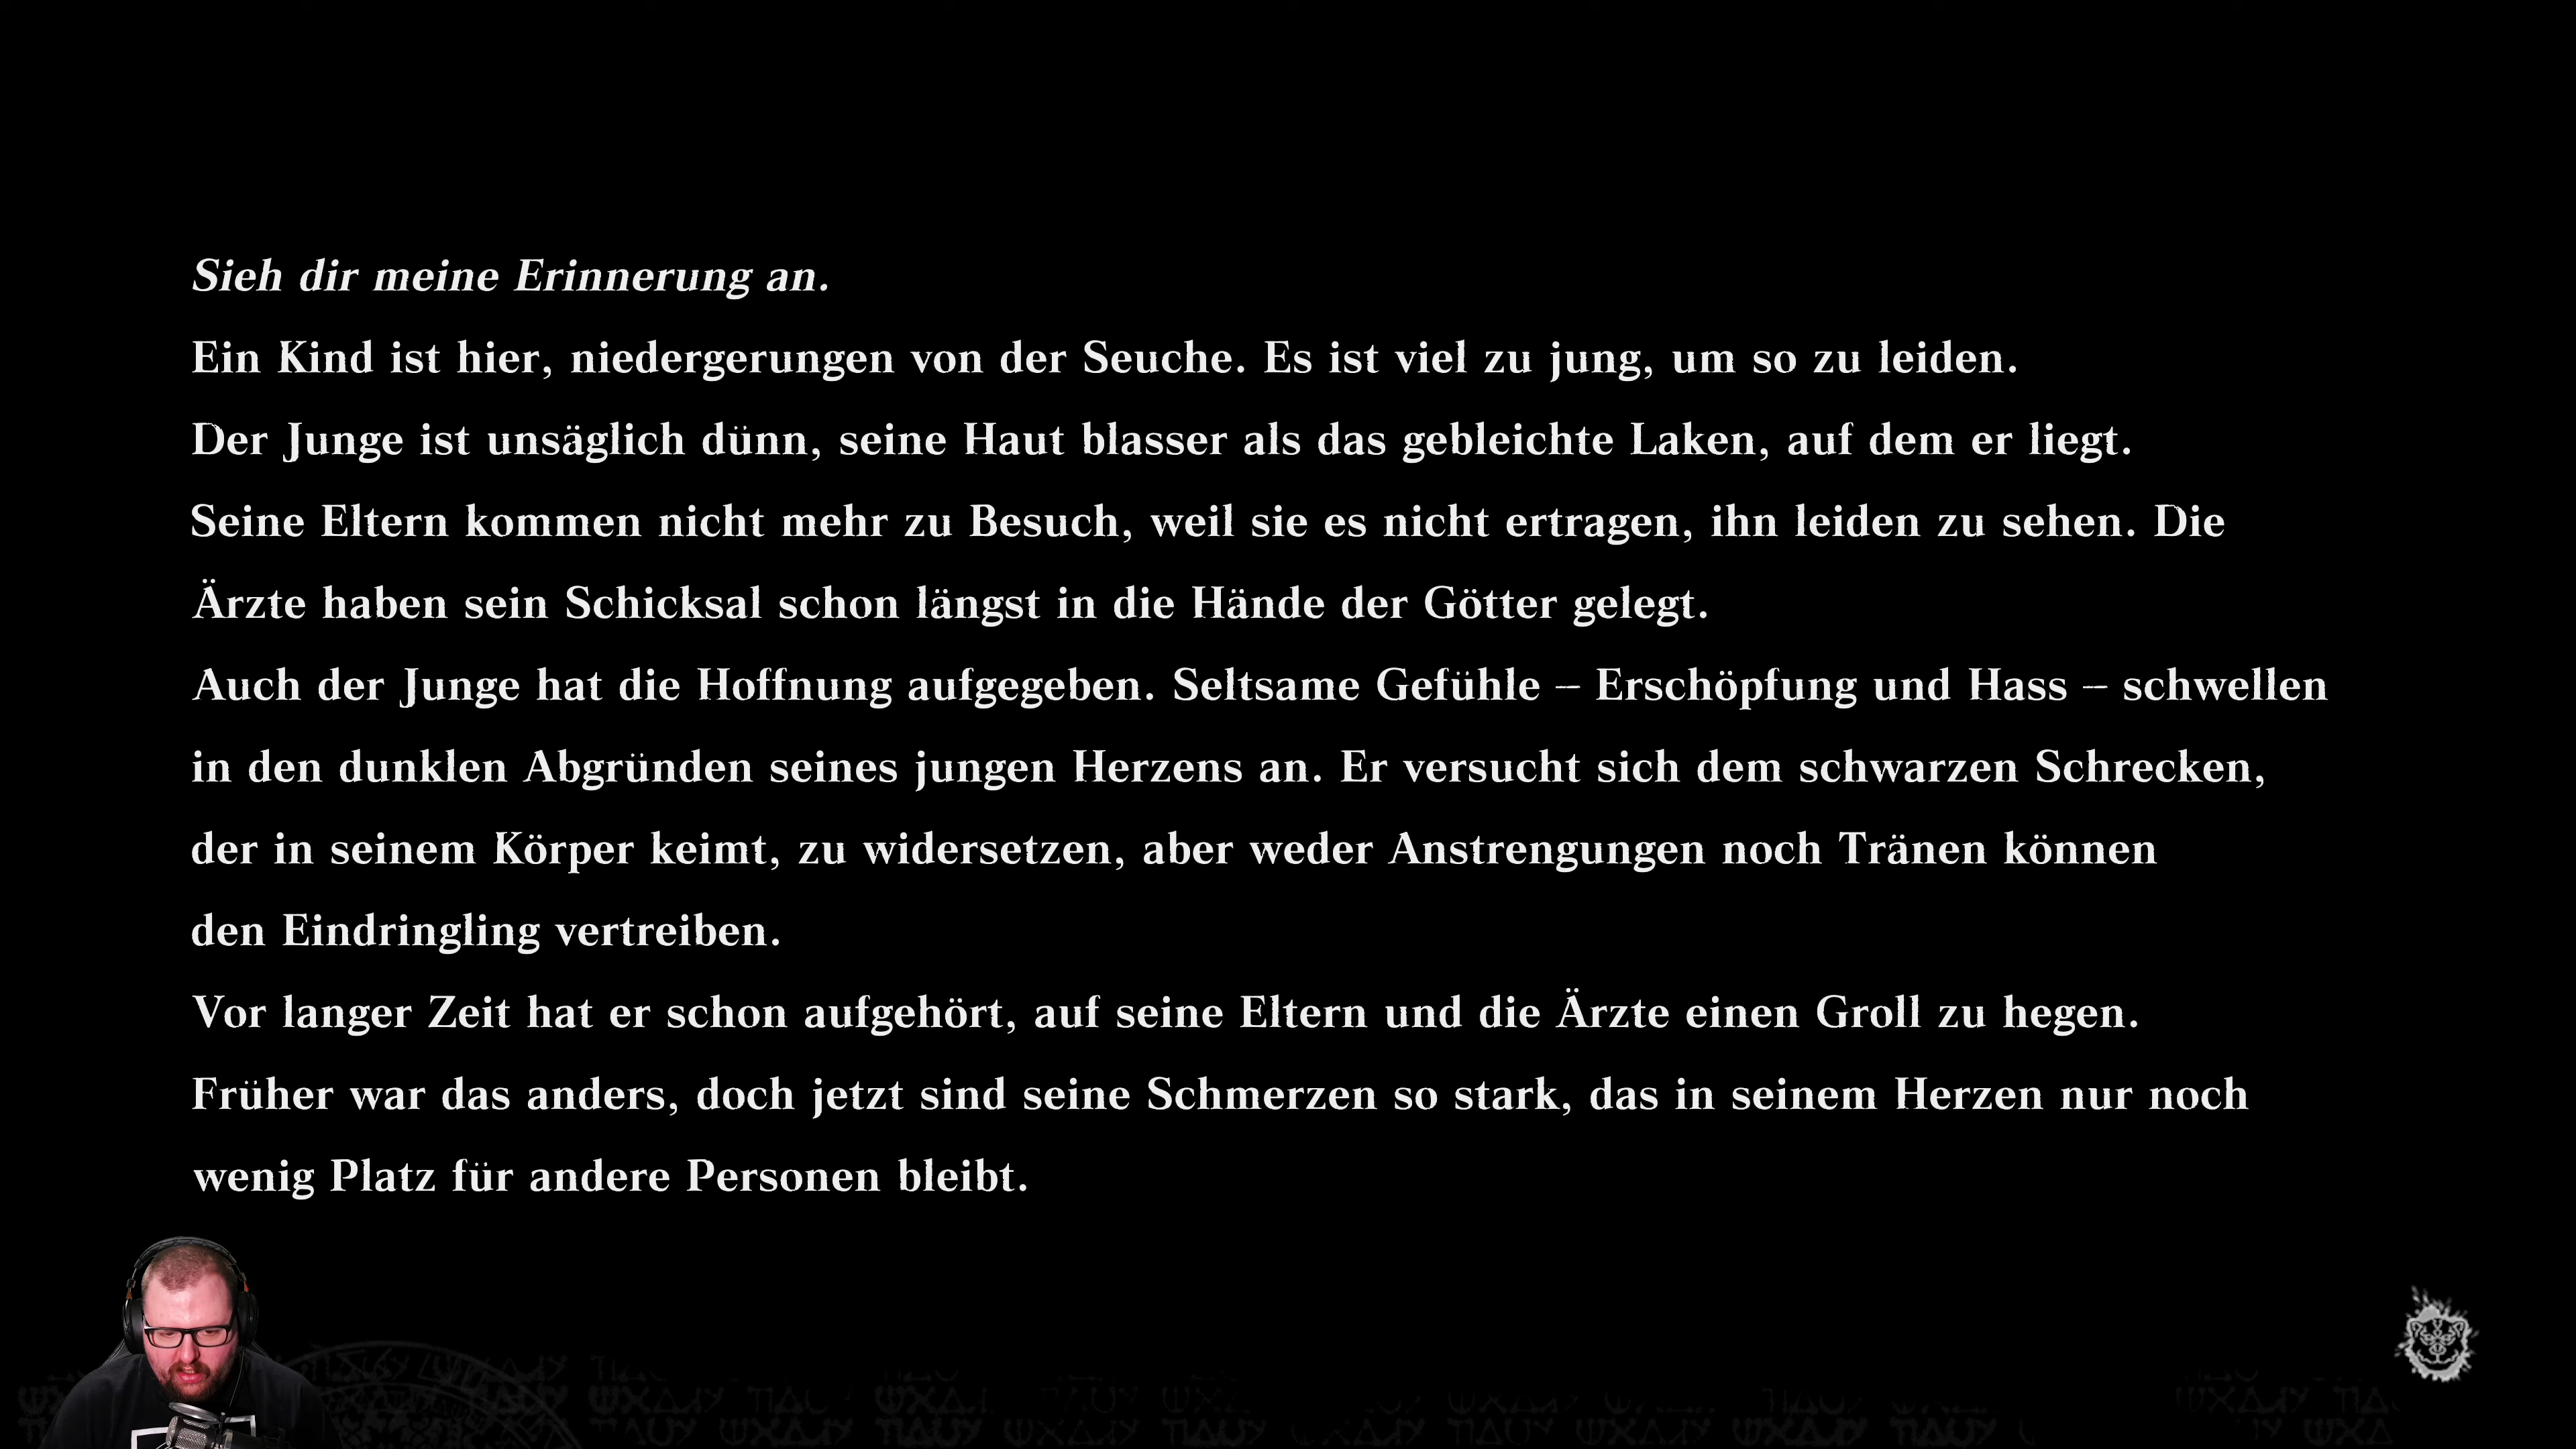 Sieh dir meine Erinnerung an.
Ein Kind ist hier, niedergerungen von der Seuche. Es ist viel zu jung, um so zu leiden.
Der Junge ist unsäglich dünn, seine Haut blasser als das gebleichte Laken, auf dem er liegt.
Seine Eltern kommen nicht mehr zu Besuch, weil sie es nicht ertragen, ihn leiden zu sehen. Die
Ärzte haben sein Schicksal schon längst in die Hände der Götter gelegt.
Auch der Junge hat die Hoffnung aufgegeben. Seltsame Gefühle – Erschöpfung und Hass – schwellen
in den dunklen Abgründen seines jungen Herzens an. Er versucht sich dem schwarzen Schrecken,
der in seinem Körper keimt, zu widersetzen, aber weder Anstrengungen noch Tränen können
den Eindringling vertreiben.
Vor langer Zeit hat er schon aufgehört, auf seine Eltern und die Ärzte einen Groll zu hegen.
Früher war das anders, doch jetzt sind seine Schmerzen so stark, das in seinem Herzen nur noch
wenig Platz für andere Personen bleibt.